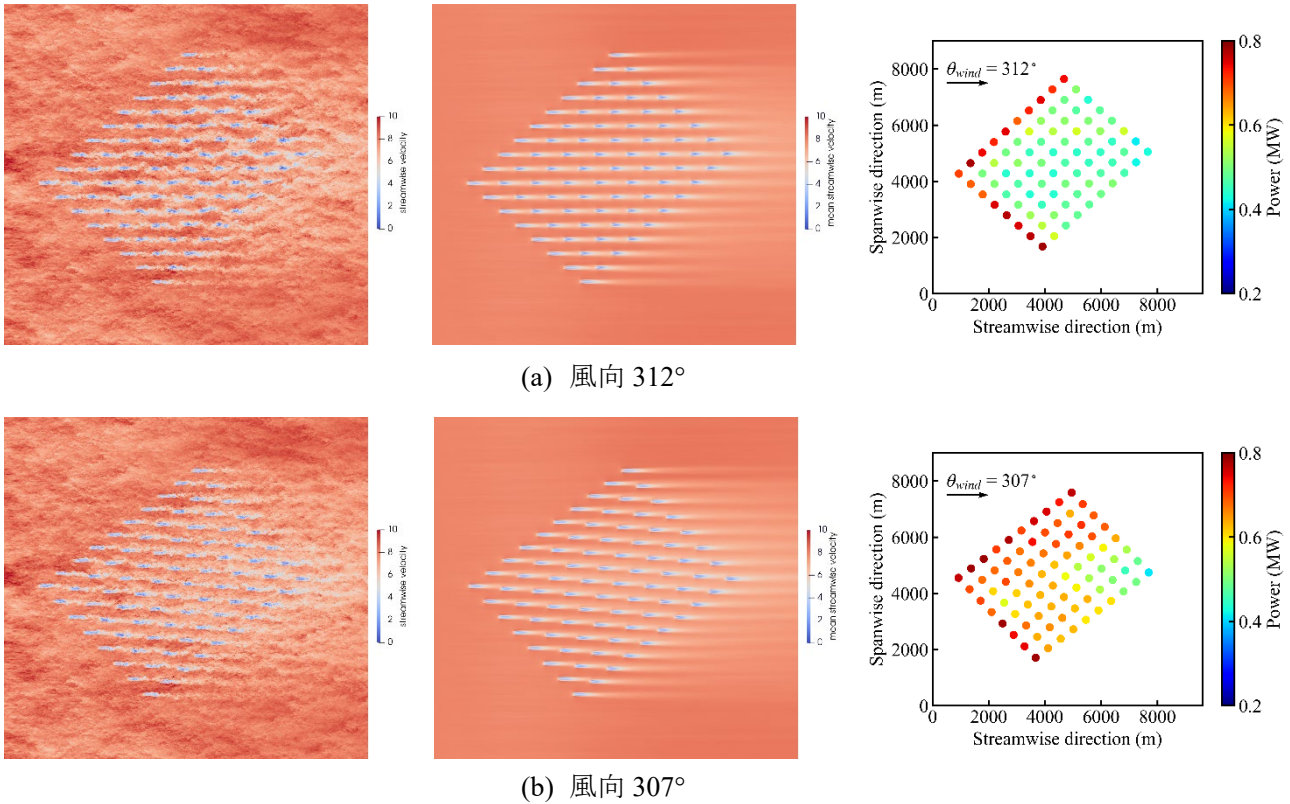 10
8
6
4
2
0
streamwise velocity
10
8
6
4
2
0
mean streamwise velocity
θwind = 312°
8000
6000
4000
2000
0
Spanwise direction (m)
0 2000 4000 6000 8000
Streamwise direction (m)
0.8
0.6
0.4
0.2
Power (MW)
(a) 風向 312°
10
8
6
4
2
0
streamwise velocity
10
8
6
4
2
0
mean streamwise velocity
θwind = 307°
8000
6000
4000
2000
0
Spanwise direction (m)
0 2000 4000 6000 8000
Streamwise direction (m)
0.8
0.6
0.4
0.2
Power (MW)
(b) 風向 307°